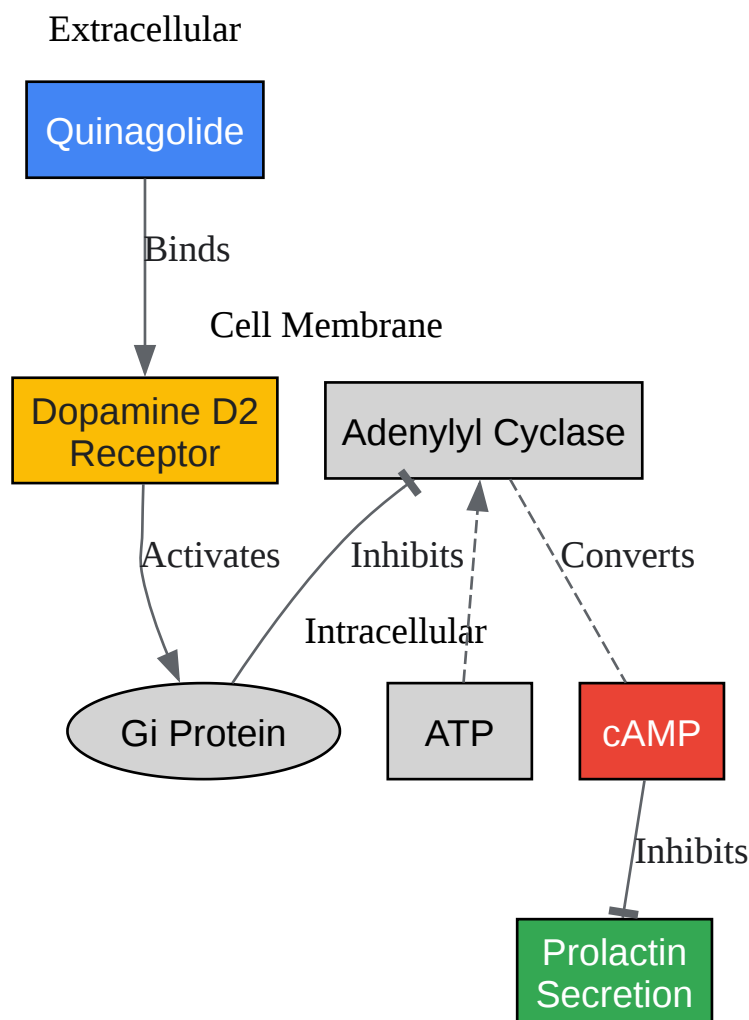 Extracellular
Quinagolide
Binds
Cell Membrane
Dopamine D2
Receptor
Adenylyl Cyclase
Activates
Inhibits
Converts
Intracellular
Gi Protein
ATP
cAMP
Inhibits
Prolactin
Secretion